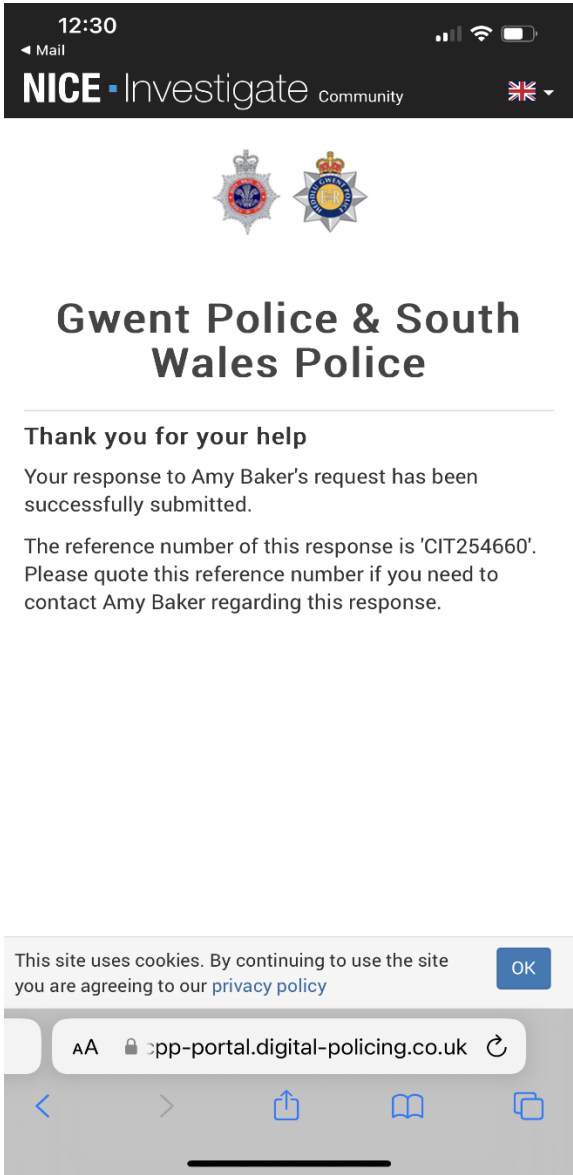 12:30
◄ Mail
NICE▪Investigate Community
Gwent Police & South
Wales Police
Thank you for your help
Your response to Amy Baker's request has been
successfully submitted.
The reference number of this response is 'CIT254660'.
Please quote this reference number if you need to
contact Amy Baker regarding this response.
This site uses cookies. By continuing to use the site
you are agreeing to our privacy policy
OK
AA pp-portal.digital-policing.co.uk